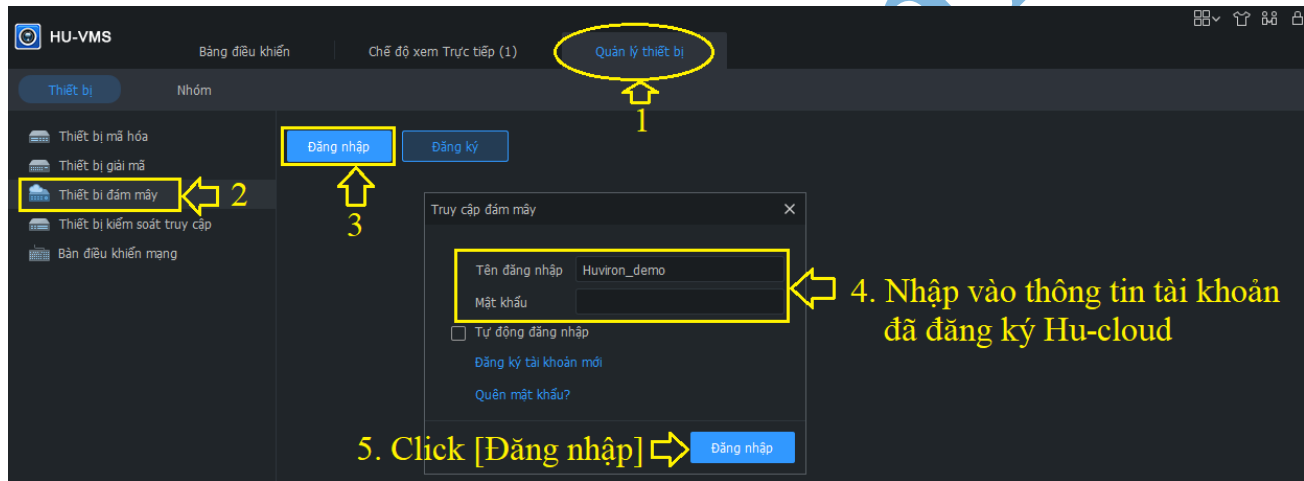 HU-VMS
Bảng điều khiển
Chế độ xem Trực tiếp (1)
Quản lý thiết bị
Thiết bị
Nhóm
1
Thiết bị mã hóa
Thiết bị giải mã
Thiết bi đám mây
2
Thiết bị kiểm soát truy cập
Bàn điều khiển mạng
Đăng nhập
Đăng ký
3
Truy cập đám mây
Tên đăng nhập Huviron_demo
Mật khẩu
Tự động đăng nhập
Đăng ký tài khoản mới
Quên mật khẩu?
4. Nhập vào thông tin tài khoản
đã đăng ký Hu-cloud
5. Click [Đăng nhập]
Đăng nhập